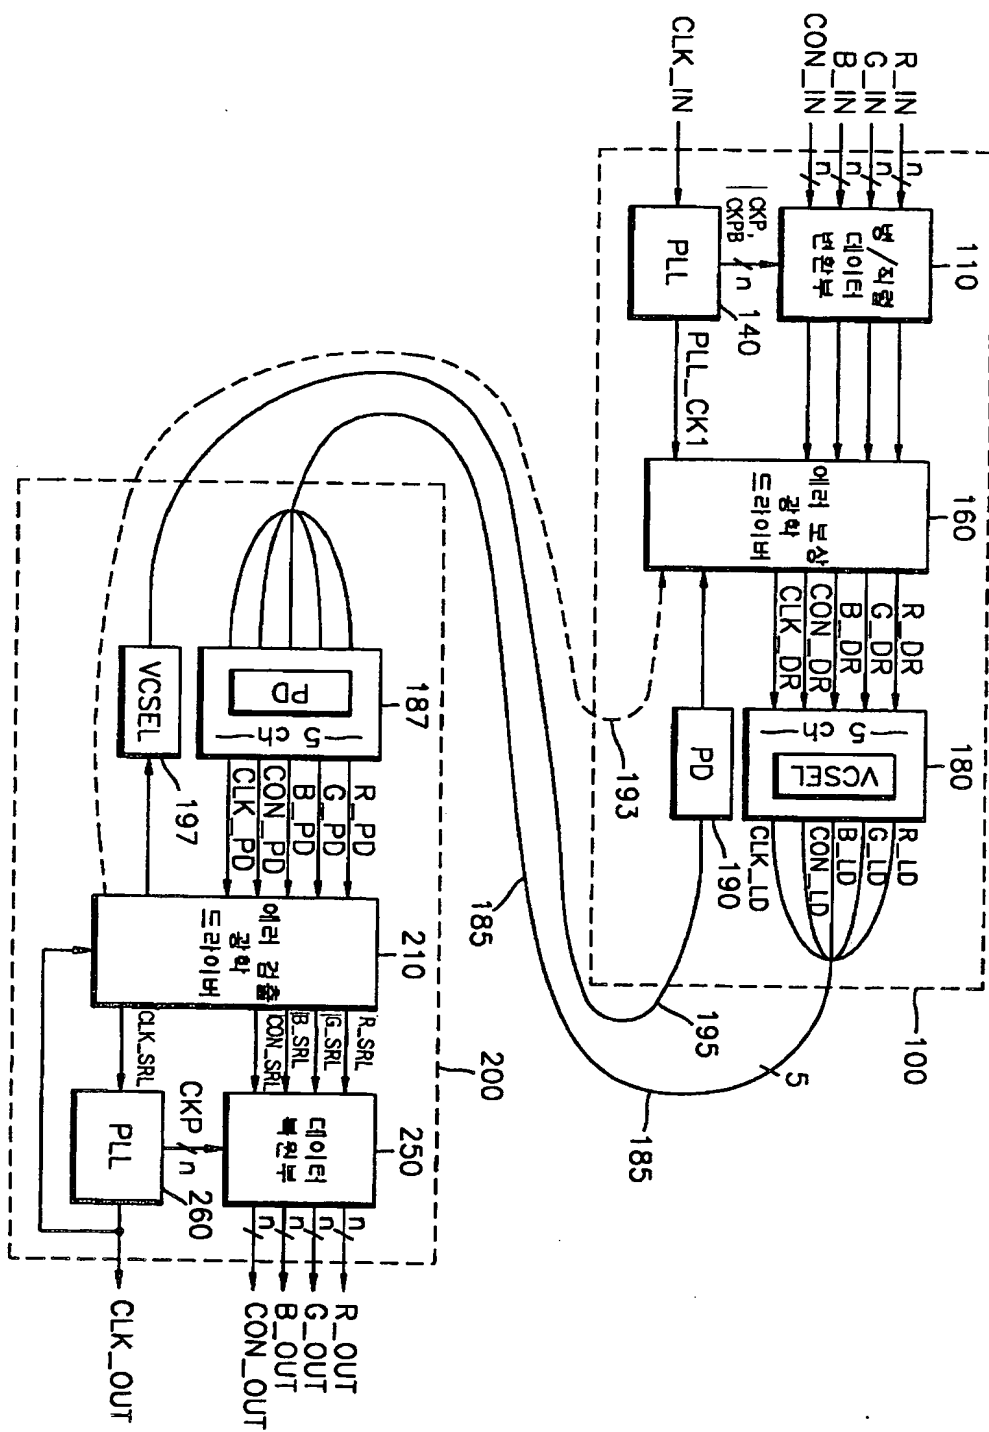 R_IN
G_IN
B_IN
CON_IN
CLK_IN
n
n
n
n
110
병/직렬
데이터
변환부
CKP,
CKPB
n
PLL
140
PLL_CK1
160
에러 보상
광학
드라이버
R_DR
G_DR
B_DR
CON_DR
CLK_DR
180
5 ch
VCSEL
PD
190
R_LD
G_LD
B_LD
CON_LD
CLK_LD
100
193
195
5
185
185
187
PD
5 ch
VCSEL
197
R_PD
G_PD
B_PD
CON_PD
CLK_PD
210
에러 검출
광학
드라이버
R_SRL
G_SRL
B_SRL
CON_SRL
CLK_SRL
200
250
데이터
복원부
CKP
n
PLL
260
n
n
n
n
R_OUT
G_OUT
B_OUT
CON_OUT
CLK_OUT